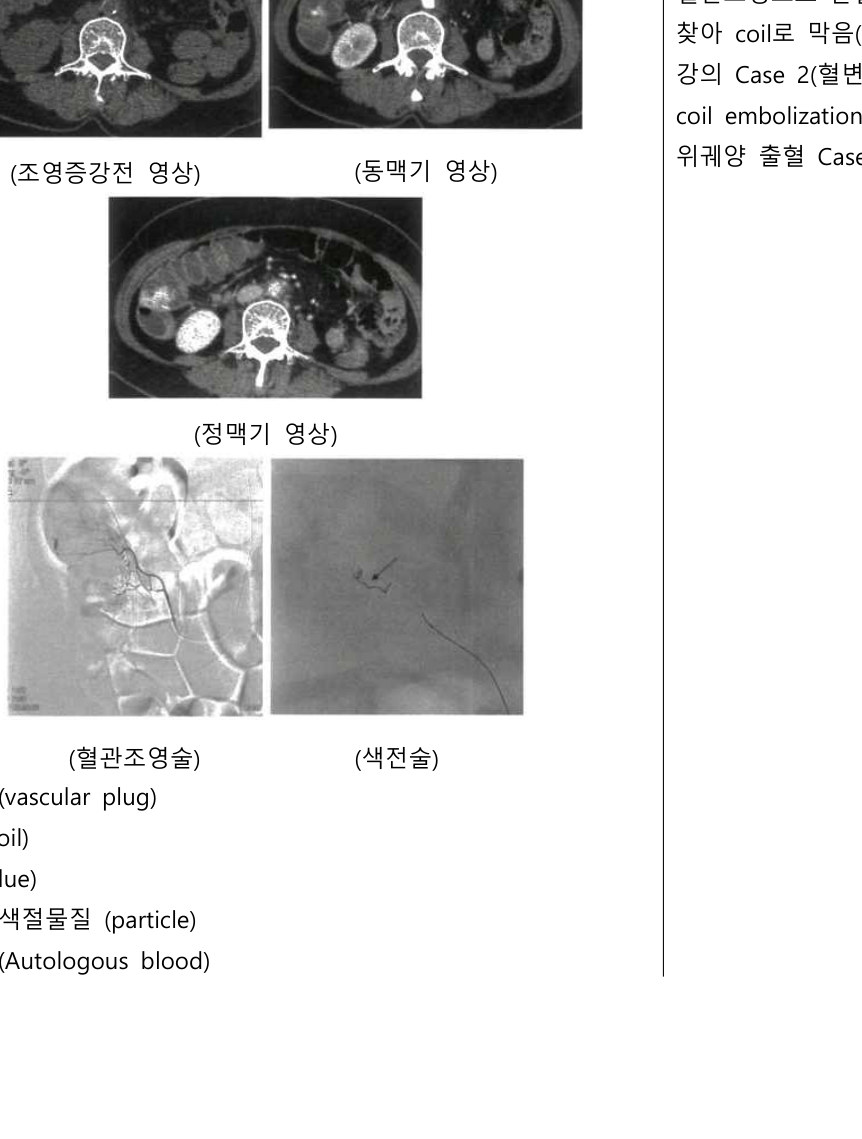 (조영증강전 영상)
(동맥기 영상)
(정맥기 영상)
(혈관조영술)
(색전술)
(vascular plug)
oil)
lue)
색절물질 (particle)
(Autologous blood)
찾아 coil로 막음(
강의 Case 2(혈변
coil embolization
위궤양 출혈 Case